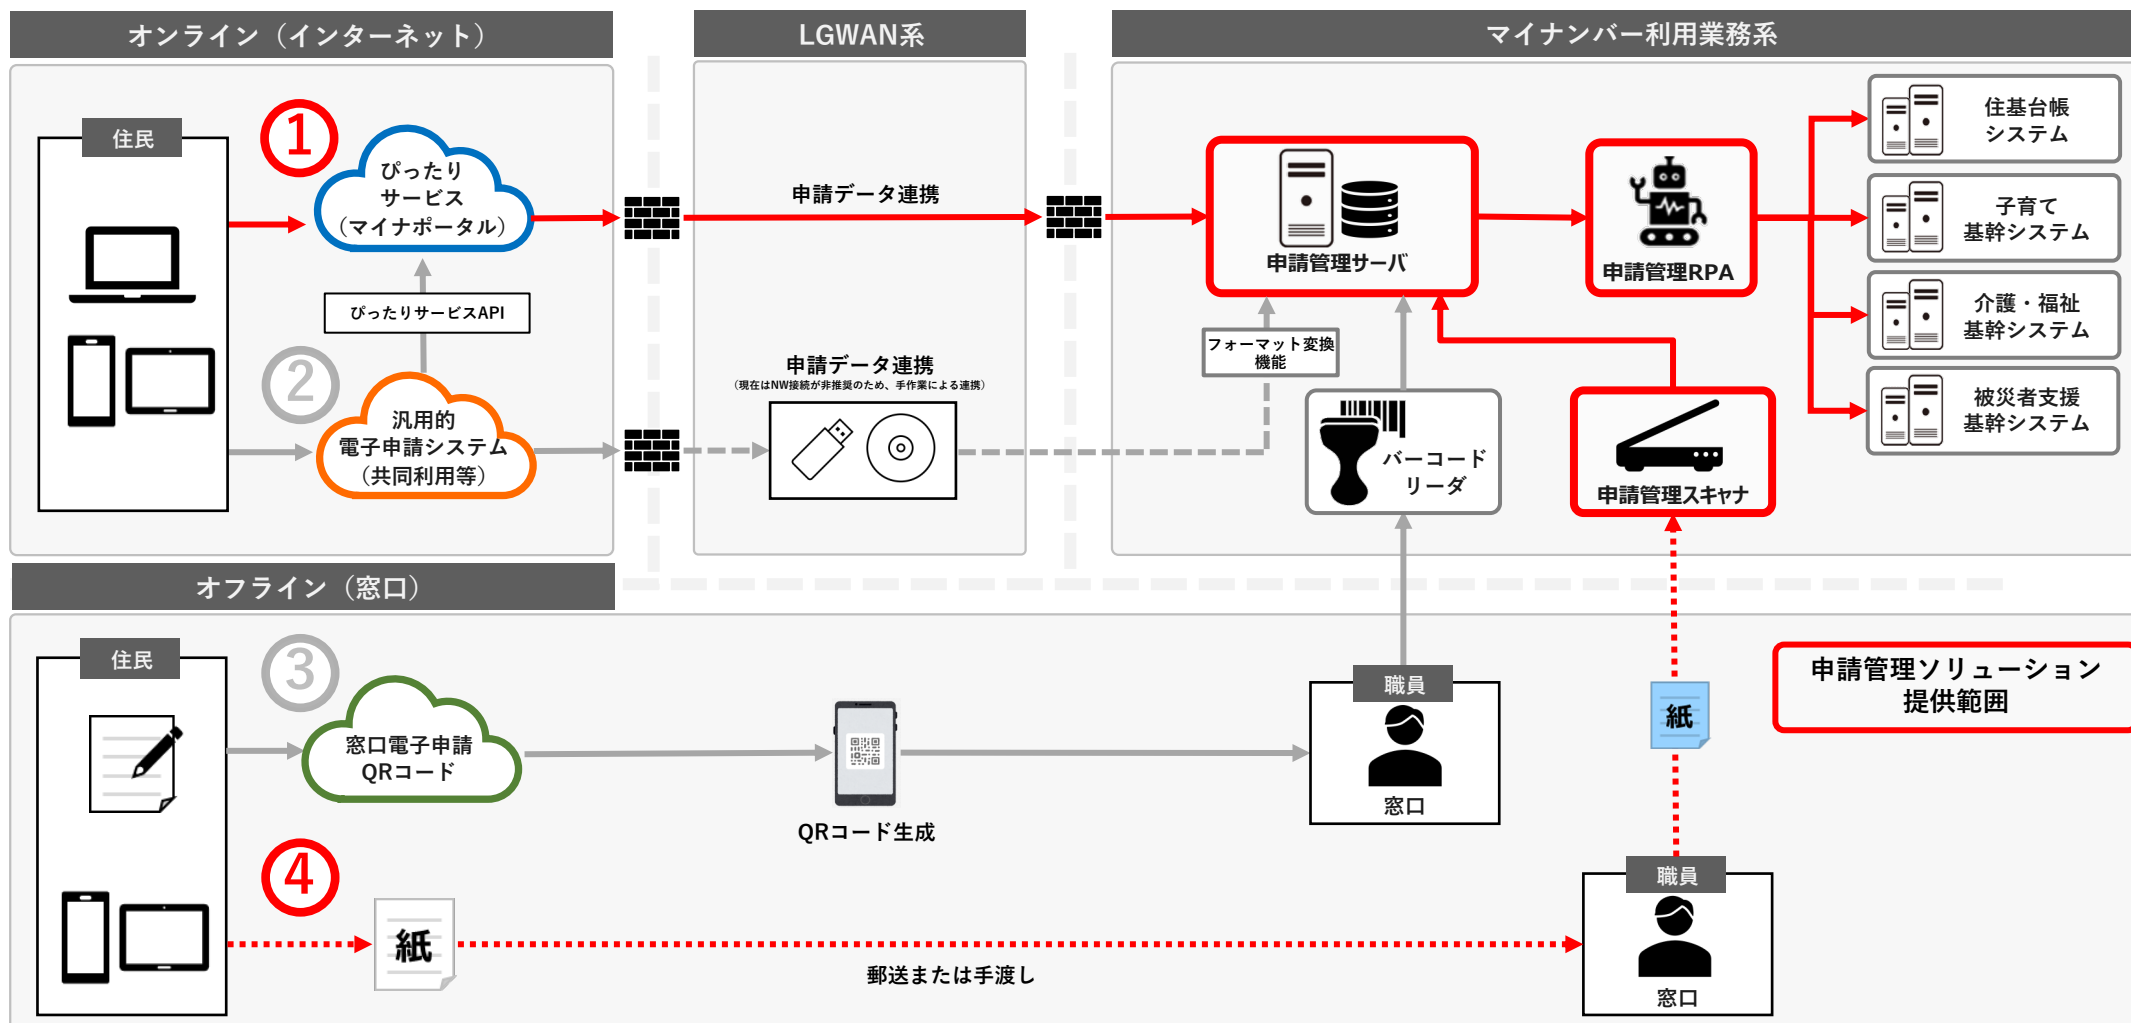 オンライン（インターネット）
LGWAN系
マイナンバー利用業務系
住民
①
ぴったり
サービス
（マイナポータル）
申請データ連携
申請管理サーバ
申請管理RPA
住基台帳
システム
子育て
基幹システム
介護・福祉
基幹システム
被災者支援
基幹システム
ぴったりサービスAPI
②
汎用的
電子申請システム
（共同利用等）
申請データ連携
（現在はNW接続が非推奨のため、手作業による連携）
フォーマット変換
機能
バーコード
リーダ
申請管理スキャナ
オフライン（窓口）
住民
③
窓口電子申請
QRコード
QRコード生成
職員
窓口
紙
申請管理ソリューション
提供範囲
④
紙
郵送または手渡し
職員
窓口